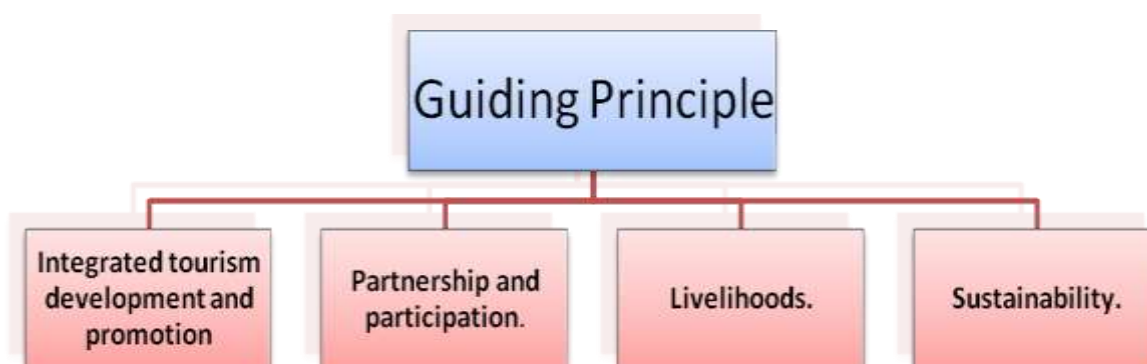 Guiding Principle
Integrated tourism
development and
promotion
Partnership and
participation.
Livelihoods.
Sustainability.